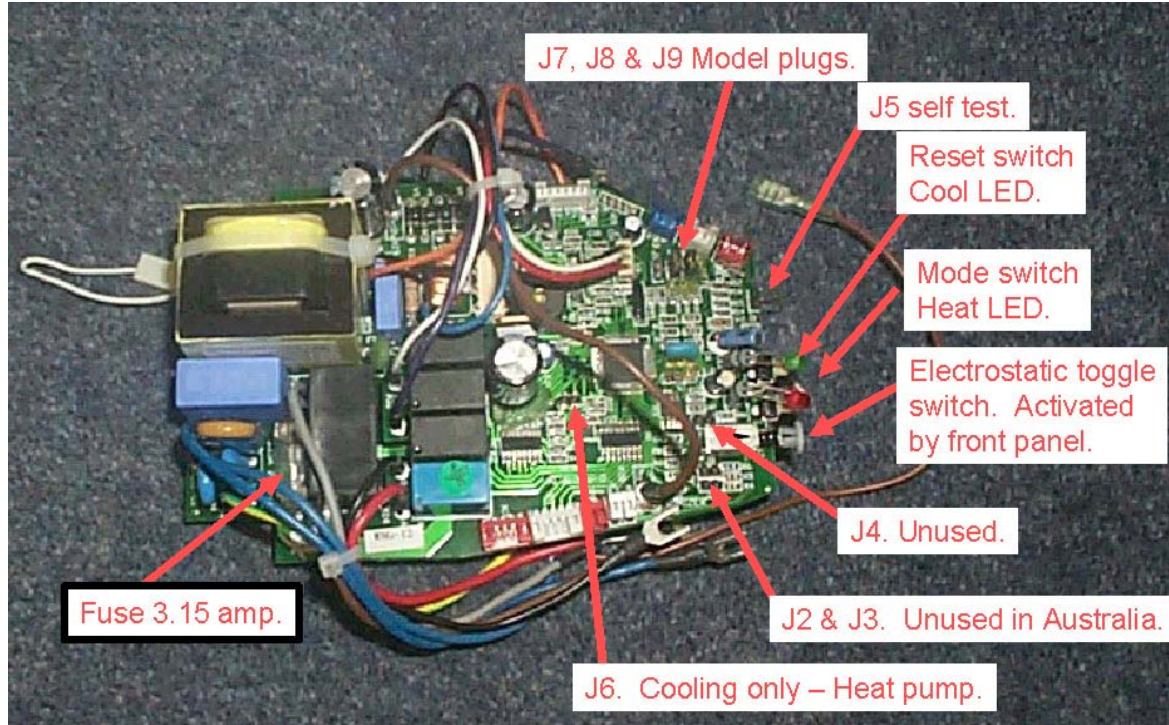 J7, J8 & J9 Model plugs.
J5 self test.
Reset switch
Cool LED.
Mode switch
Heat LED.
Electrostatic toggle
switch.  Activated
by front panel.
J4. Unused.
Fuse 3.15 amp.
J2 & J3.  Unused in Australia.
J6.  Cooling only – Heat pump.